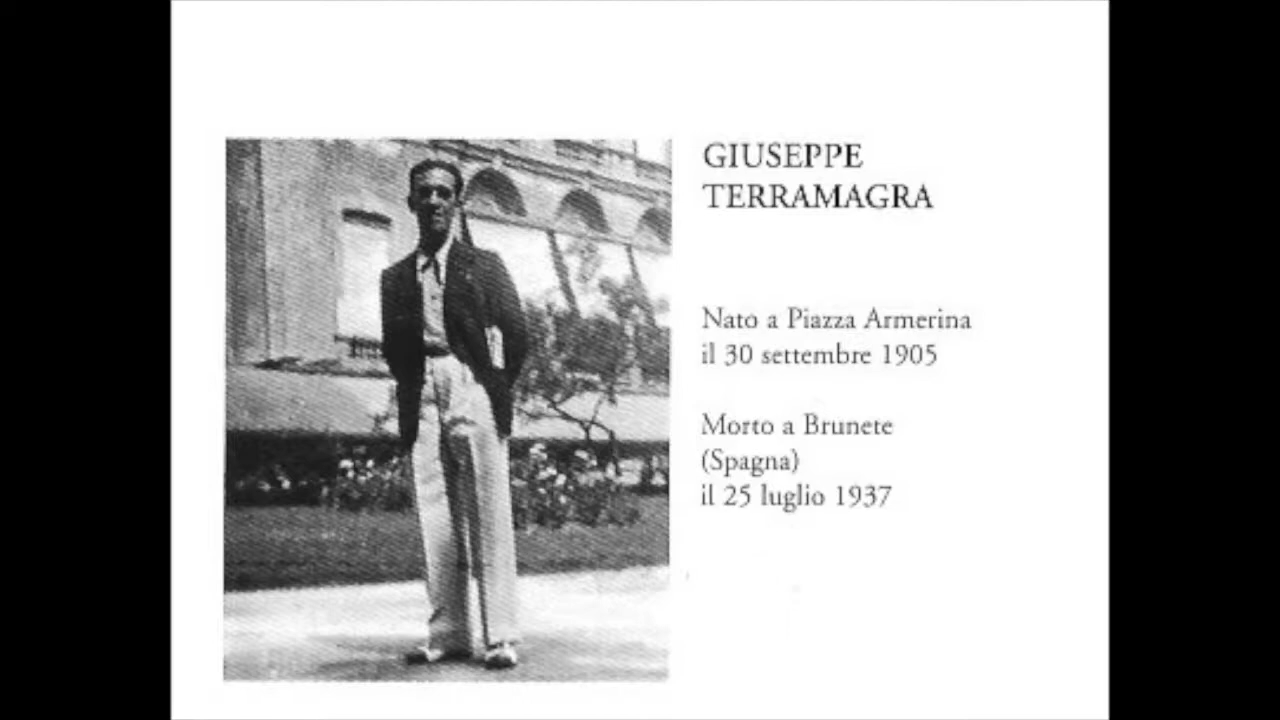 GIUSEPPE
TERRAMAGRA
Nato a Piazza Armerina
il 30 settembre 1905
Morto a Brunete
(Spagna)
il 25 luglio 1937